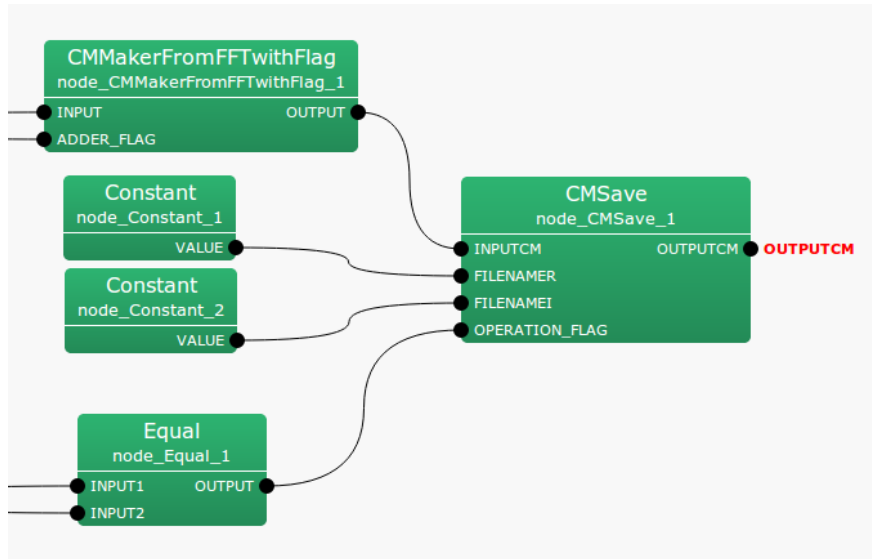 CMMakerFromFFTwithFlag
node_CMMakerFromFFTwithFlag_1
INPUT OUTPUT
ADDER_FLAG
Constant
node_Constant_1
VALUE
Constant
node_Constant_2
VALUE
CMSave
node_CMSave_1
INPUTCM OUTPUTCM OUTPUTCM
FILENAMER
FILENAMEI
OPERATION_FLAG
Equal
node_Equal_1
INPUT1 OUTPUT
INPUT2